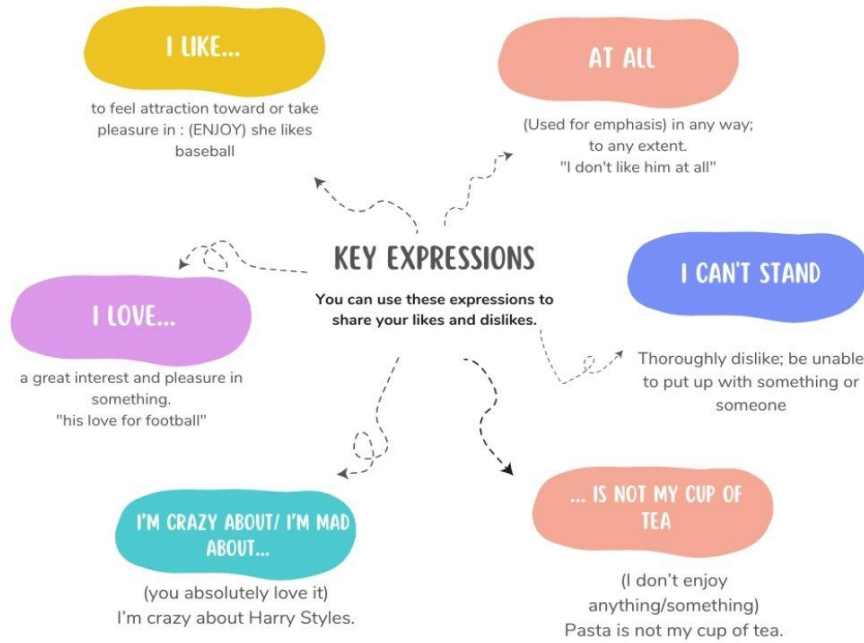 I LIKE...
to feel attraction toward or take
pleasure in : (ENJOY) she likes
baseball
AT ALL
(Used for emphasis) in any way;
to any extent.
"I don't like him at all"
KEY EXPRESSIONS
You can use these expressions to
share your likes and dislikes.
I LOVE...
a great interest and pleasure in
something.
"his love for football"
I CAN'T STAND
Thoroughly dislike; be unable
to put up with something or
someone
I'M CRAZY ABOUT/ I'M MAD
ABOUT...
(you absolutely love it)
I'm crazy about Harry Styles.
... IS NOT MY CUP OF
TEA
(I don't enjoy
anything/something)
Pasta is not my cup of tea.